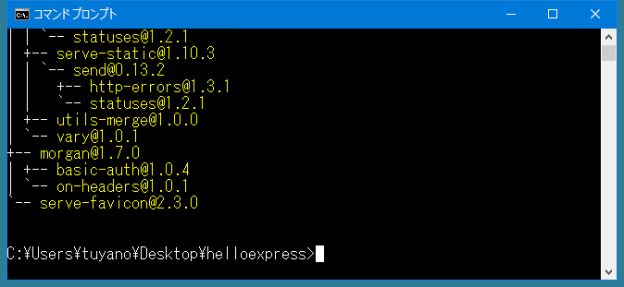 コマンド プロンプト
| | `-- statuses@1.2.1
| +-- serve-static@1.10.3
| | `-- send@0.13.2
| |   +-- http-errors@1.3.1
| |   `-- statuses@1.2.1
| +-- utils-merge@1.0.0
| `-- vary@1.0.1
+-- morgan@1.7.0
| +-- basic-auth@1.0.4
| `-- on-headers@1.0.1
`-- serve-favicon@2.3.0
C:¥Users¥tuyano¥Desktop¥helloexpress>